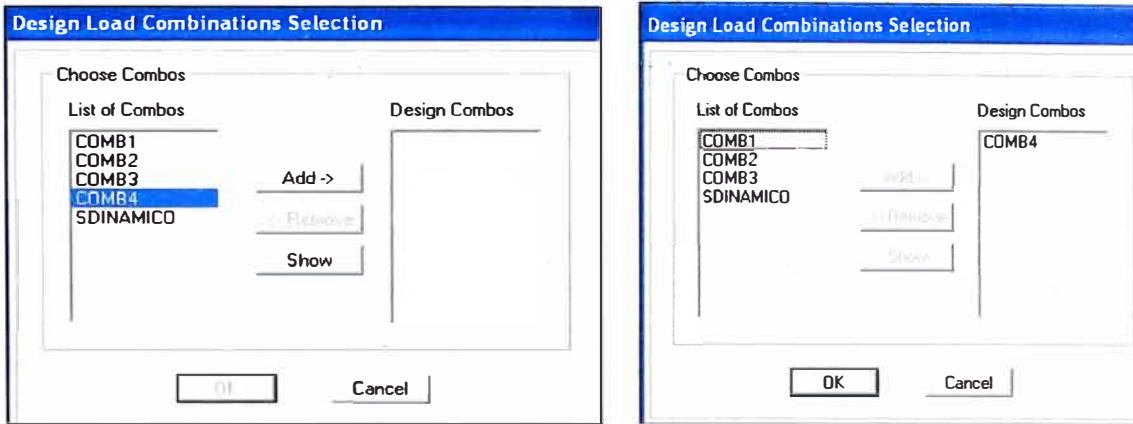 Design Load Combinations Selection
Choose Combos
List of Combos
Design Combos
COMB1
COMB2
COMB3
COMB4
SDINAMICO
Add ->
<- Remove
Show
OK
Cancel
Design Load Combinations Selection
Choose Combos
List of Combos
Design Combos
COMB1
COMB2
COMB3
SDINAMICO
COMB4
Add ->
<- Remove
Show
OK
Cancel